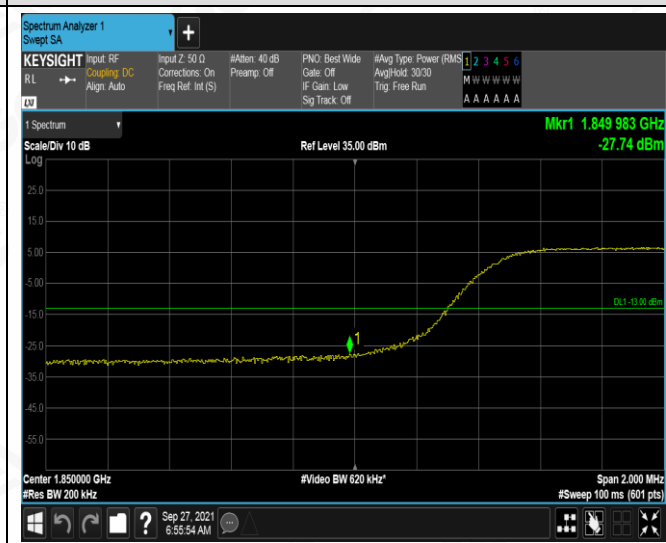 Spectrum Analyzer 1
Swept SA
+
KEYSIGHT
RL
LXI
Input: RF
Coupling: DC
Align: Auto
Input Z: 50 Ω
Corrections: On
Freq Ref: Int (S)
#Atten: 40 dB
Preamp: Off
PNO: Best Wide
Gate: Off
IF Gain: Low
Sig Track: Off
#Avg Type: Power (RMS
Avg|Hold: 30/30
Trig: Free Run
1 2 3 4 5 6
M W W W W W
A A A A A A
1 Spectrum
Scale/Div 10 dB
Ref Level 35.00 dBm
Mkr1 1.849 983 GHz
-27.74 dBm
Log
25.0
15.0
5.00
-5.00
DL1 -13.00 dBm
-15.0
1
-25.0
-35.0
-45.0
-55.0
Center 1.850000 GHz
#Video BW 620 kHz*
Span 2.000 MHz
#Res BW 200 kHz
#Sweep 100 ms (601 pts)
?
Sep 27, 2021
6:55:54 AM